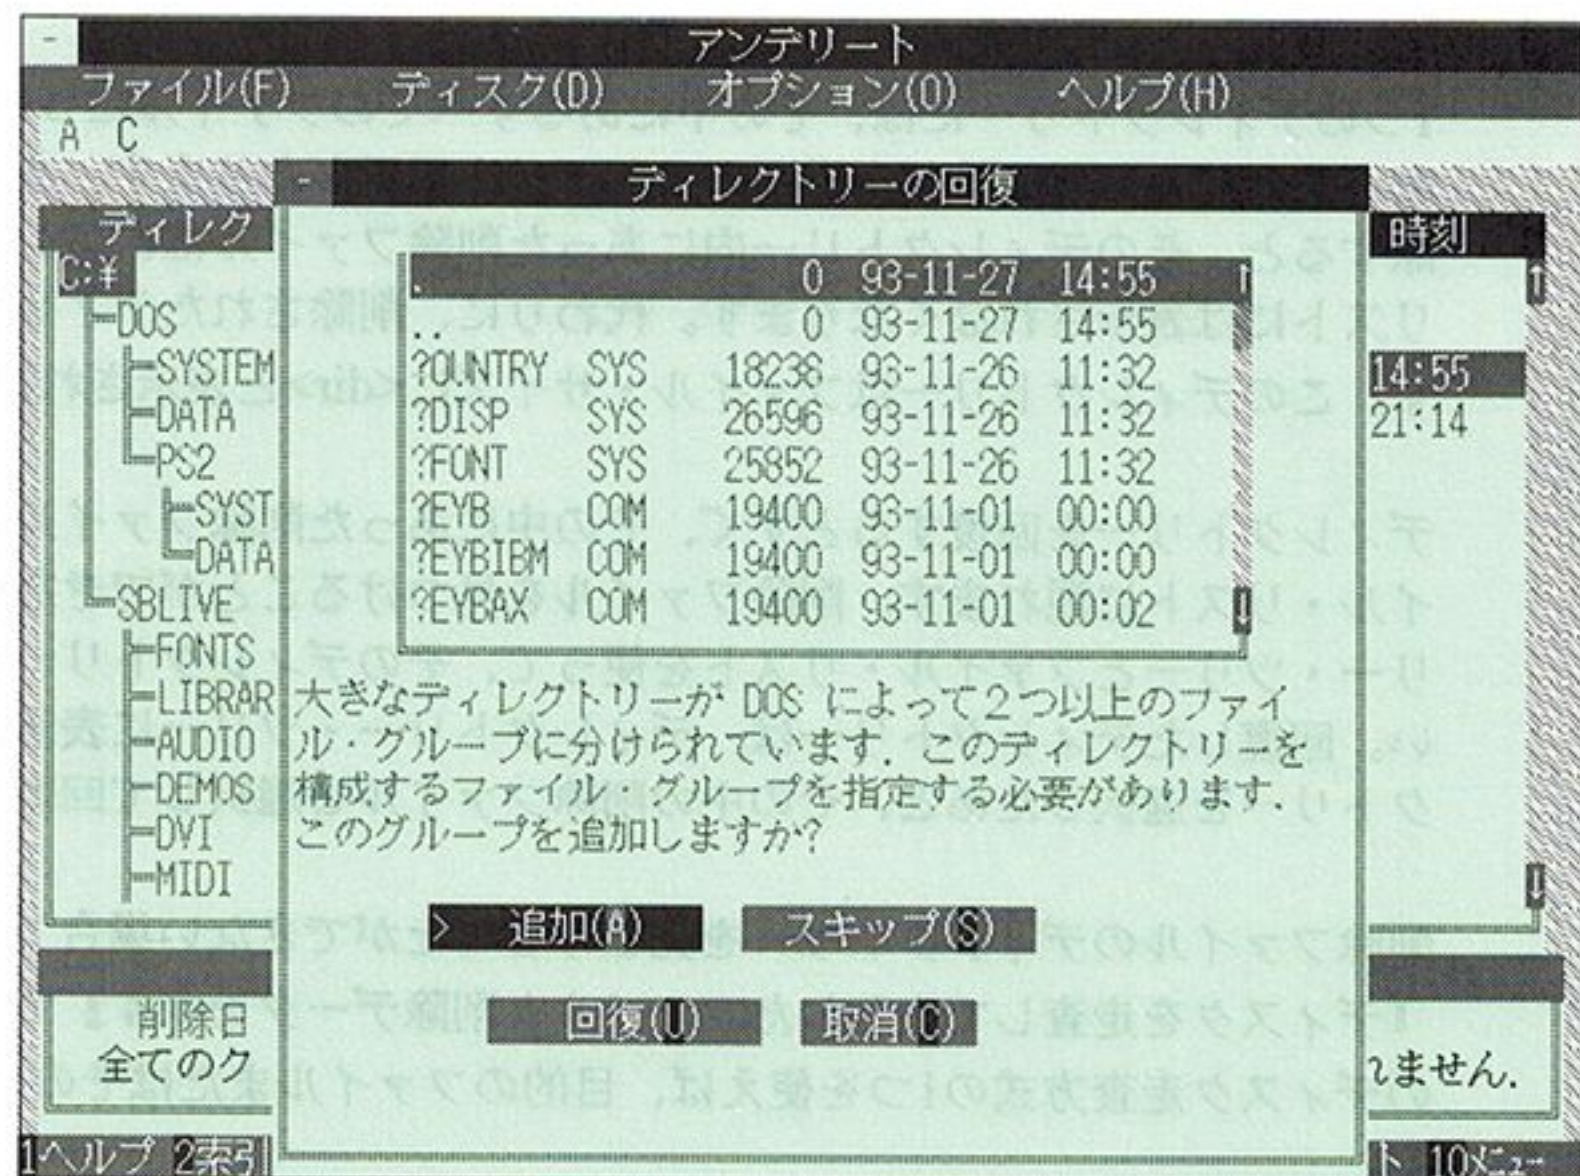 アンデリート
ファイル(F) ディスク(D) オプション(O) ヘルプ(H)
A C
ディレクトリーの回復
ディレク
時刻
C:¥
DOS
SYSTEM
DATA
PS2
SYST
DATA
SBLIVE
FONTS
LIBRAR
AUDIO
DEMOS
DVI
MIDI
. 0 93-11-27 14:55
.. 0 93-11-27 14:55
?OUNTRY SYS 18238 93-11-26 11:32
?DISP SYS 26596 93-11-26 11:32
?FONT SYS 25852 93-11-26 11:32
?EYB COM 19400 93-11-01 00:00
?EYBIBM COM 19400 93-11-01 00:00
?EYBAX COM 19400 93-11-01 00:02
14:55
21:14
大きなディレクトリーが DOS によって2つ以上のファイ
ル・グループに分けられています. このディレクトリーを
構成するファイル・グループを指定する必要があります.
このグループを追加しますか?
> 追加(A) スキップ(S)
回復(U) 取消(C)
削除日
全てのク
れません.
1ヘルプ 2索引
ト 10メニュー